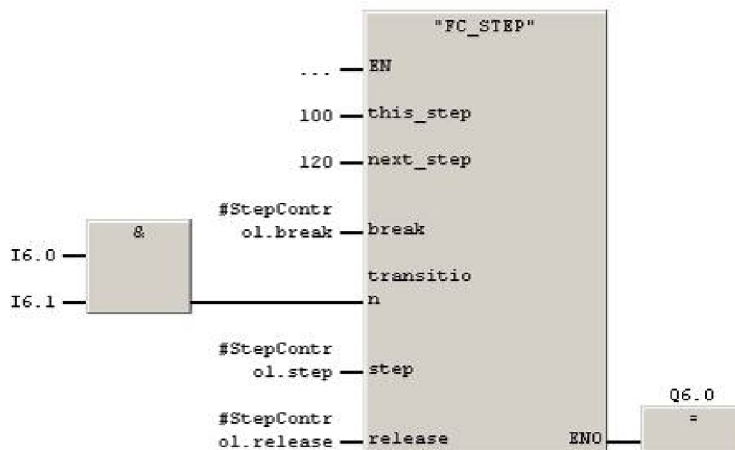 "FC_STEP"
... EN
100 this_step
120 next_step
#StepContr
ol.break break
&
I6.0
transitio
I6.1 n
#StepContr
ol.step step
Q6.0
#StepContr
=
ol.release release ENO